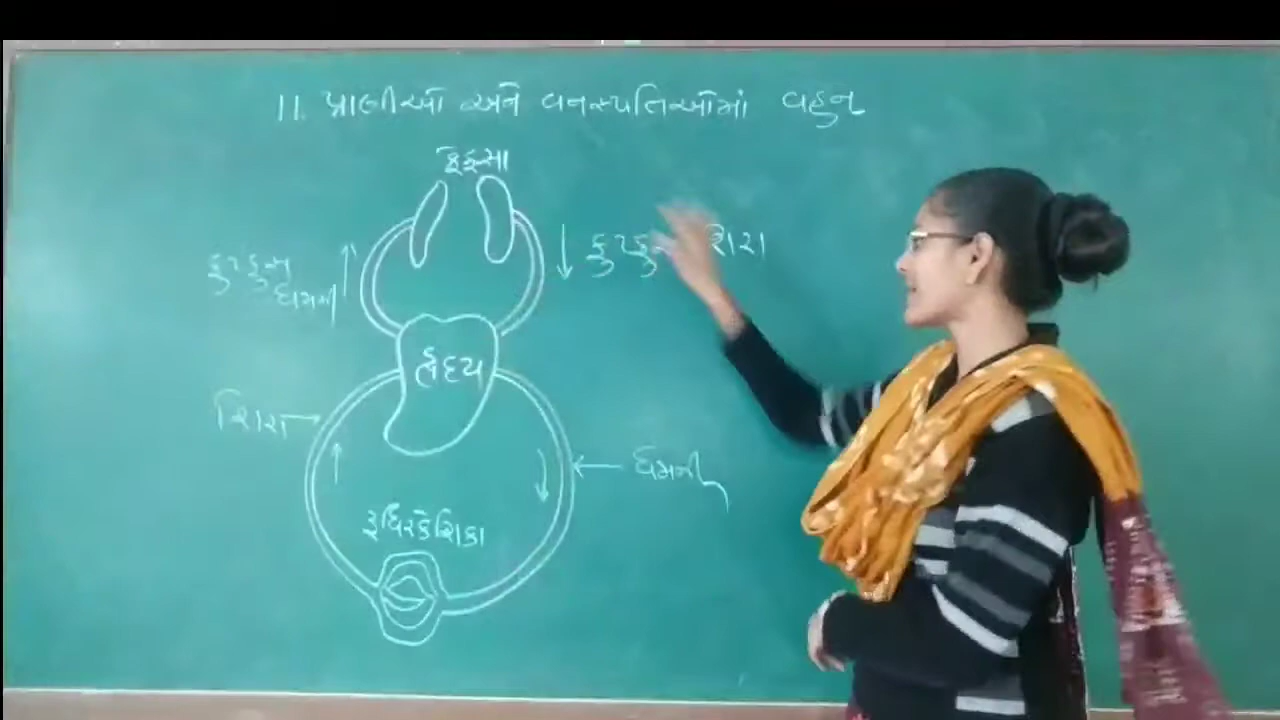 11. પ્રાણીઓ અને વનસ્પતિઓમાં વહન
ફેફસા
ફુપ્ફુસ
ધમની
ફુપ્ફુસ શિરા
હૃદય
શિરા
ધમની
રુધિરકેશિકા